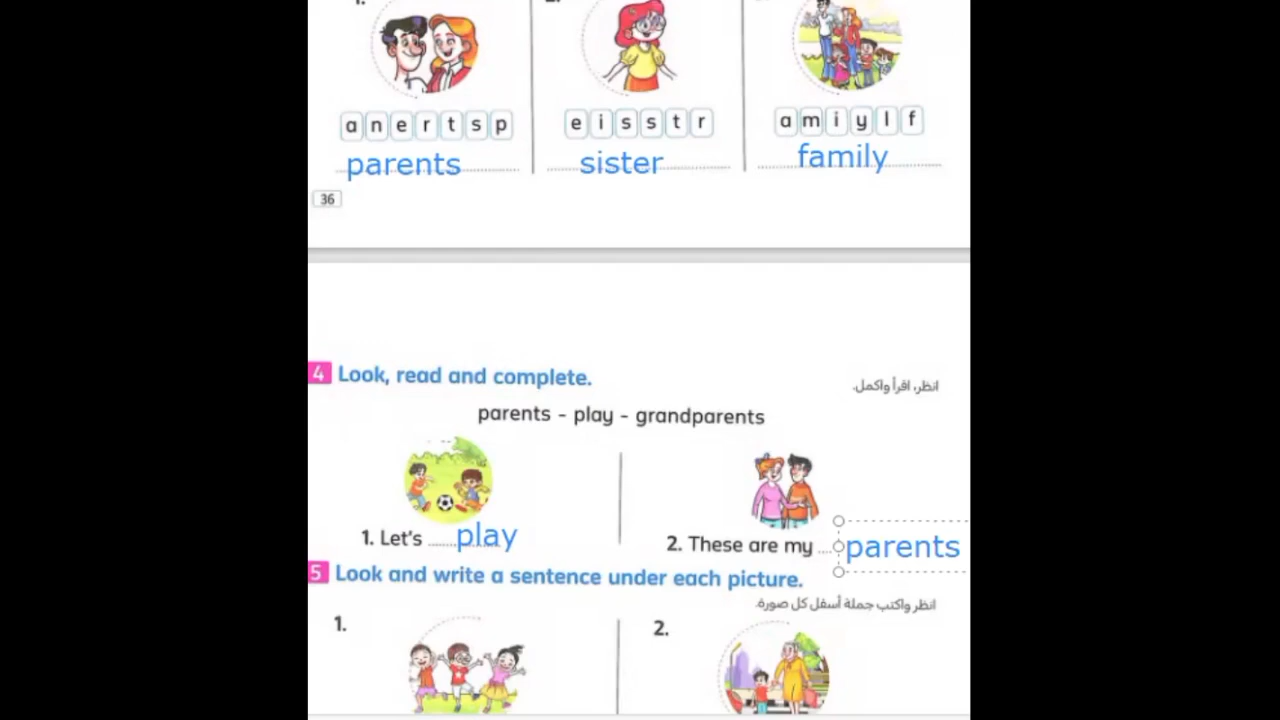 a n e r t s p
e i s s t r
a m i y l f
parents
sister
family
36
4 Look, read and complete.
انظر، اقرأ واكمل.
parents - play - grandparents
1. Let's ..... play
2. These are my ... parents
5 Look and write a sentence under each picture.
انظر واكتب جملة أسفل كل صورة.
1.
2.